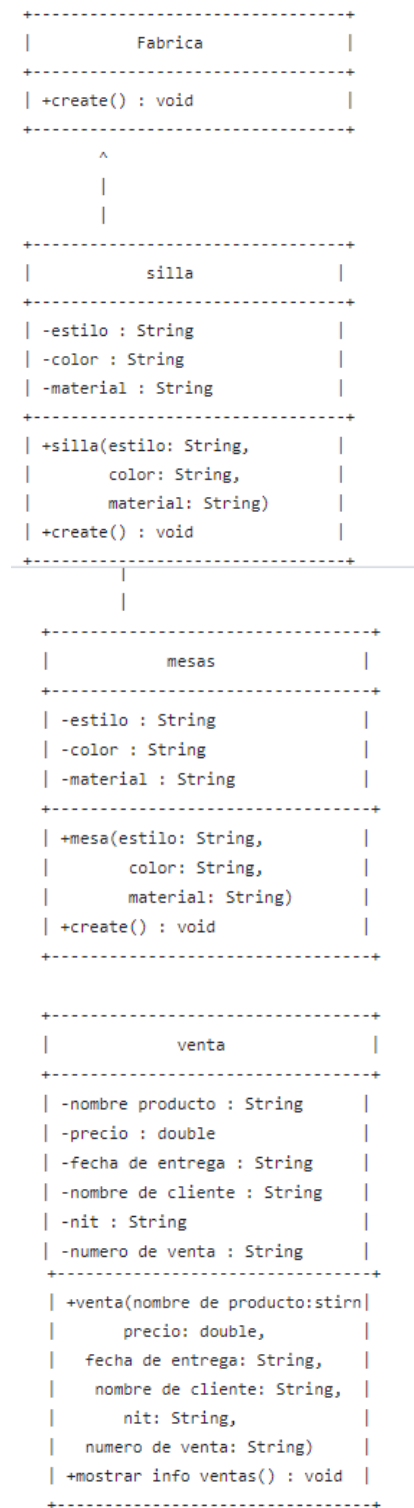 +---------------------------------+
|           Fabrica               |
+---------------------------------+
| +create() : void                |
+---------------------------------+
        ^
        |
        |
+---------------------------------+
|            silla               |
+---------------------------------+
| -estilo : String               |
| -color : String                |
| -material : String             |
+---------------------------------+
| +silla(estilo: String,         |
|        color: String,          |
|        material: String)       |
| +create() : void               |
+---------------------------------+
        |
        |
+---------------------------------+
|            mesas               |
+---------------------------------+
| -estilo : String               |
| -color : String                |
| -material : String             |
+---------------------------------+
| +mesa(estilo: String,          |
|       color: String,           |
|       material: String)        |
| +create() : void               |
+---------------------------------+
+---------------------------------+
|             venta               |
+---------------------------------+
| -nombre producto : String      |
| -precio : double               |
| -fecha de entrega : String     |
| -nombre de cliente : String    |
| -nit : String                  |
| -numero de venta : String      |
+---------------------------------+
| +venta(nombre de producto:stirn|
|       precio: double,          |
|   fecha de entrega: String,    |
|    nombre de cliente: String,  |
|       nit: String,             |
|   numero de venta: String)     |
| +mostrar info ventas() : void  |
+---------------------------------+